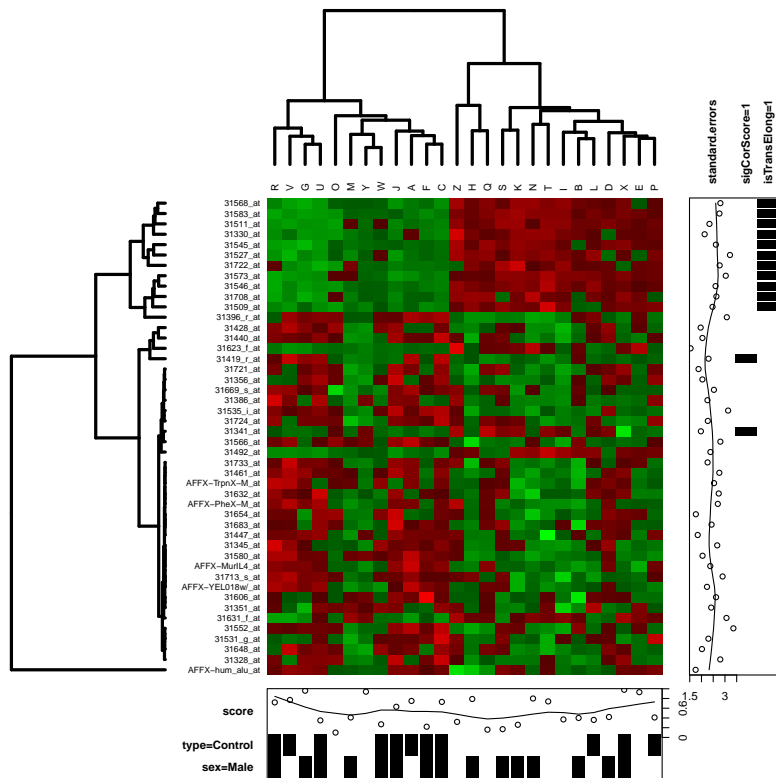 standard.errors
sigCorScore=1
isTransElong=1
R V G U O M Y W J A F C Z H Q S K N T I B L D X E P
31568_at
31583_at
31511_at
31330_at
31545_at
31527_at
31722_at
31573_at
31546_at
31708_at
31509_at
31396_r_at
31428_at
31440_at
31623_f_at
31419_r_at
31721_at
31356_at
31669_s_at
31386_at
31535_i_at
31724_at
31341_at
31566_at
31492_at
31733_at
31461_at
AFFX-TrpnX-M_at
31632_at
AFFX-PheX-M_at
31654_at
31683_at
31447_at
31345_at
31580_at
AFFX-MurIL4_at
31713_s_at
AFFX-YEL018w/_at
31606_at
31351_at
31631_f_at
31552_at
31531_g_at
31648_at
31328_at
AFFX-hum_alu_at
1.5 3
score
0.6
0
type=Control
sex=Male